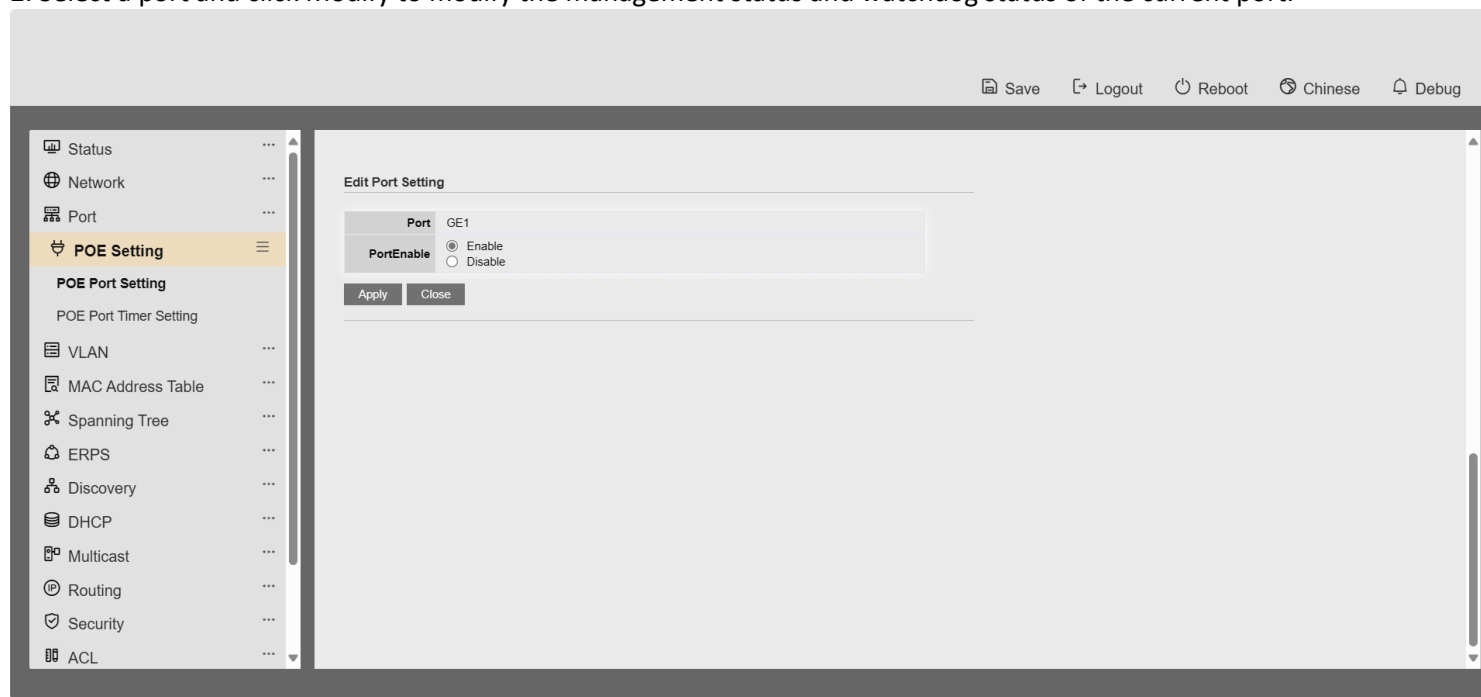 2. Select a port and click Modify to modify the management status and watchdog status of the current port.
Save Logout Reboot Chinese Debug
Status
Network
Port
POE Setting
POE Port Setting
POE Port Timer Setting
VLAN
MAC Address Table
Spanning Tree
ERPS
Discovery
DHCP
Multicast
Routing
Security
ACL
Edit Port Setting
Port GE1
PortEnable Enable
Disable
Apply Close